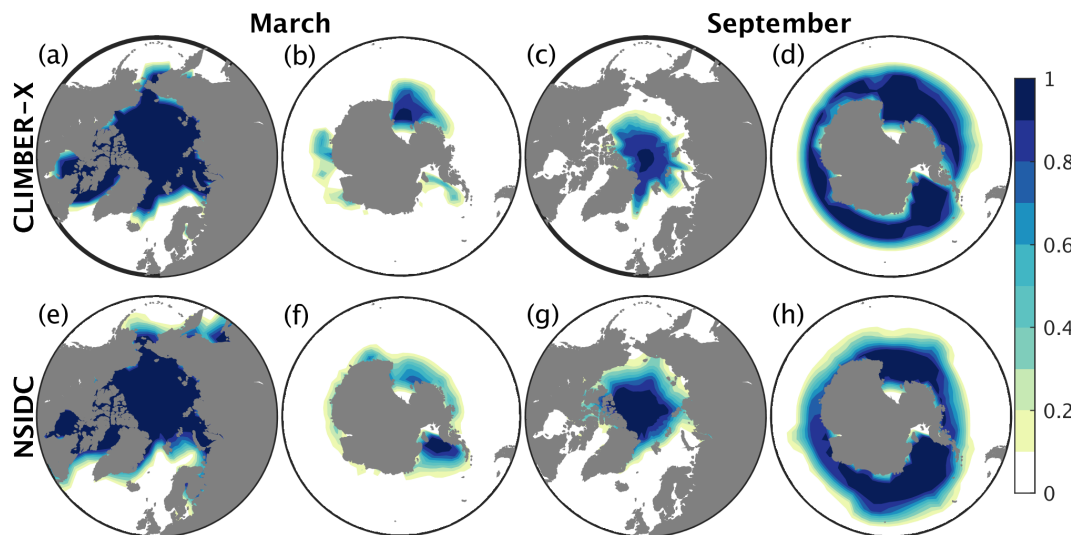 March
September
(a)
(b)
(c)
(d)
CLIMBER-X
1
0.8
0.6
0.4
0.2
0
(e)
(f)
(g)
(h)
NSIDC